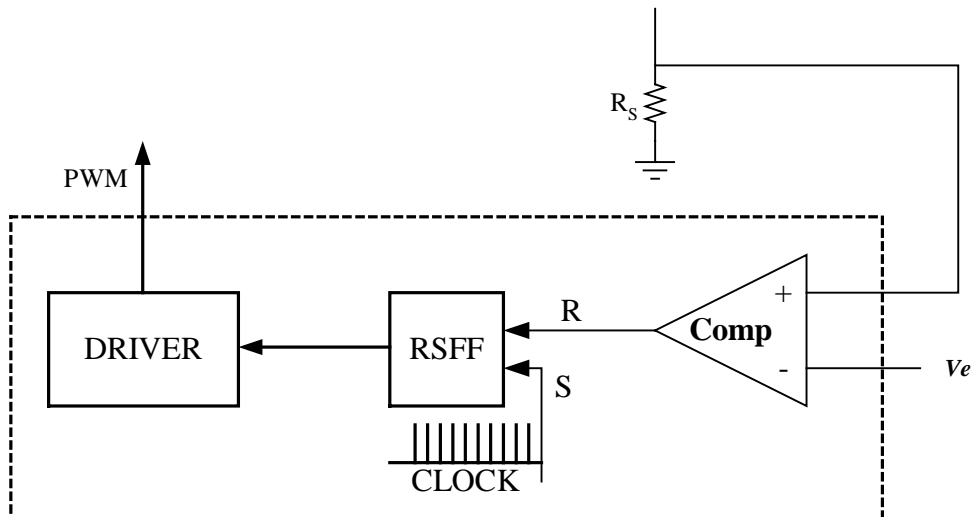 R_S
PWM
+
R
Comp
DRIVER
RSFF
-
Ve
S
CLOCK